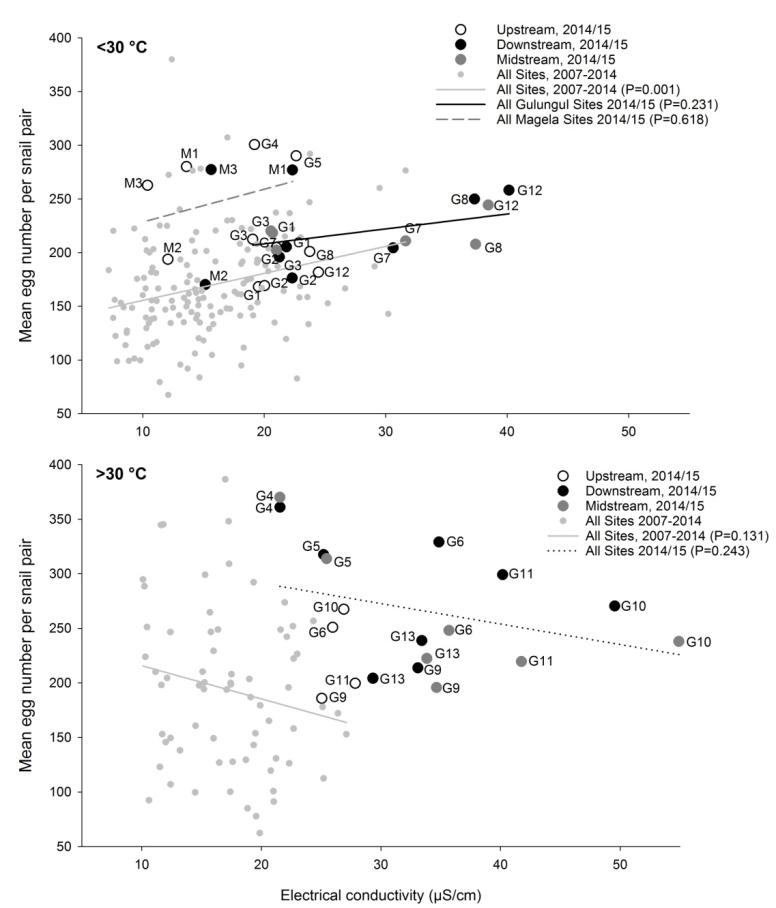 <30 °C
Upstream, 2014/15
Downstream, 2014/15
Midstream, 2014/15
All Sites, 2007-2014
All Sites, 2007-2014 (P=0.001)
All Gulungul Sites 2014/15 (P=0.231)
All Magela Sites 2014/15 (P=0.618)
Mean egg number per snail pair
400
350
300
250
200
150
100
50
10
20
30
40
50
G4
M1
G5
M3
M1
M3
G12
G8
G12
G3
G1
G3
G7
G1
G7
G8
G8
G7
M2
G2
G3
G12
M2
G2
G2
G1
>30 °C
Upstream, 2014/15
Downstream, 2014/15
Midstream, 2014/15
All Sites 2007-2014
All Sites, 2007-2014 (P=0.131)
All Sites 2014/15 (P=0.243)
Mean egg number per snail pair
400
350
300
250
200
150
100
50
10
20
30
40
50
G4
G4
G6
G5
G5
G11
G10
G10
G6
G6
G13
G10
G13
G11
G9
G11
G13
G9
G9
Electrical conductivity (µS/cm)